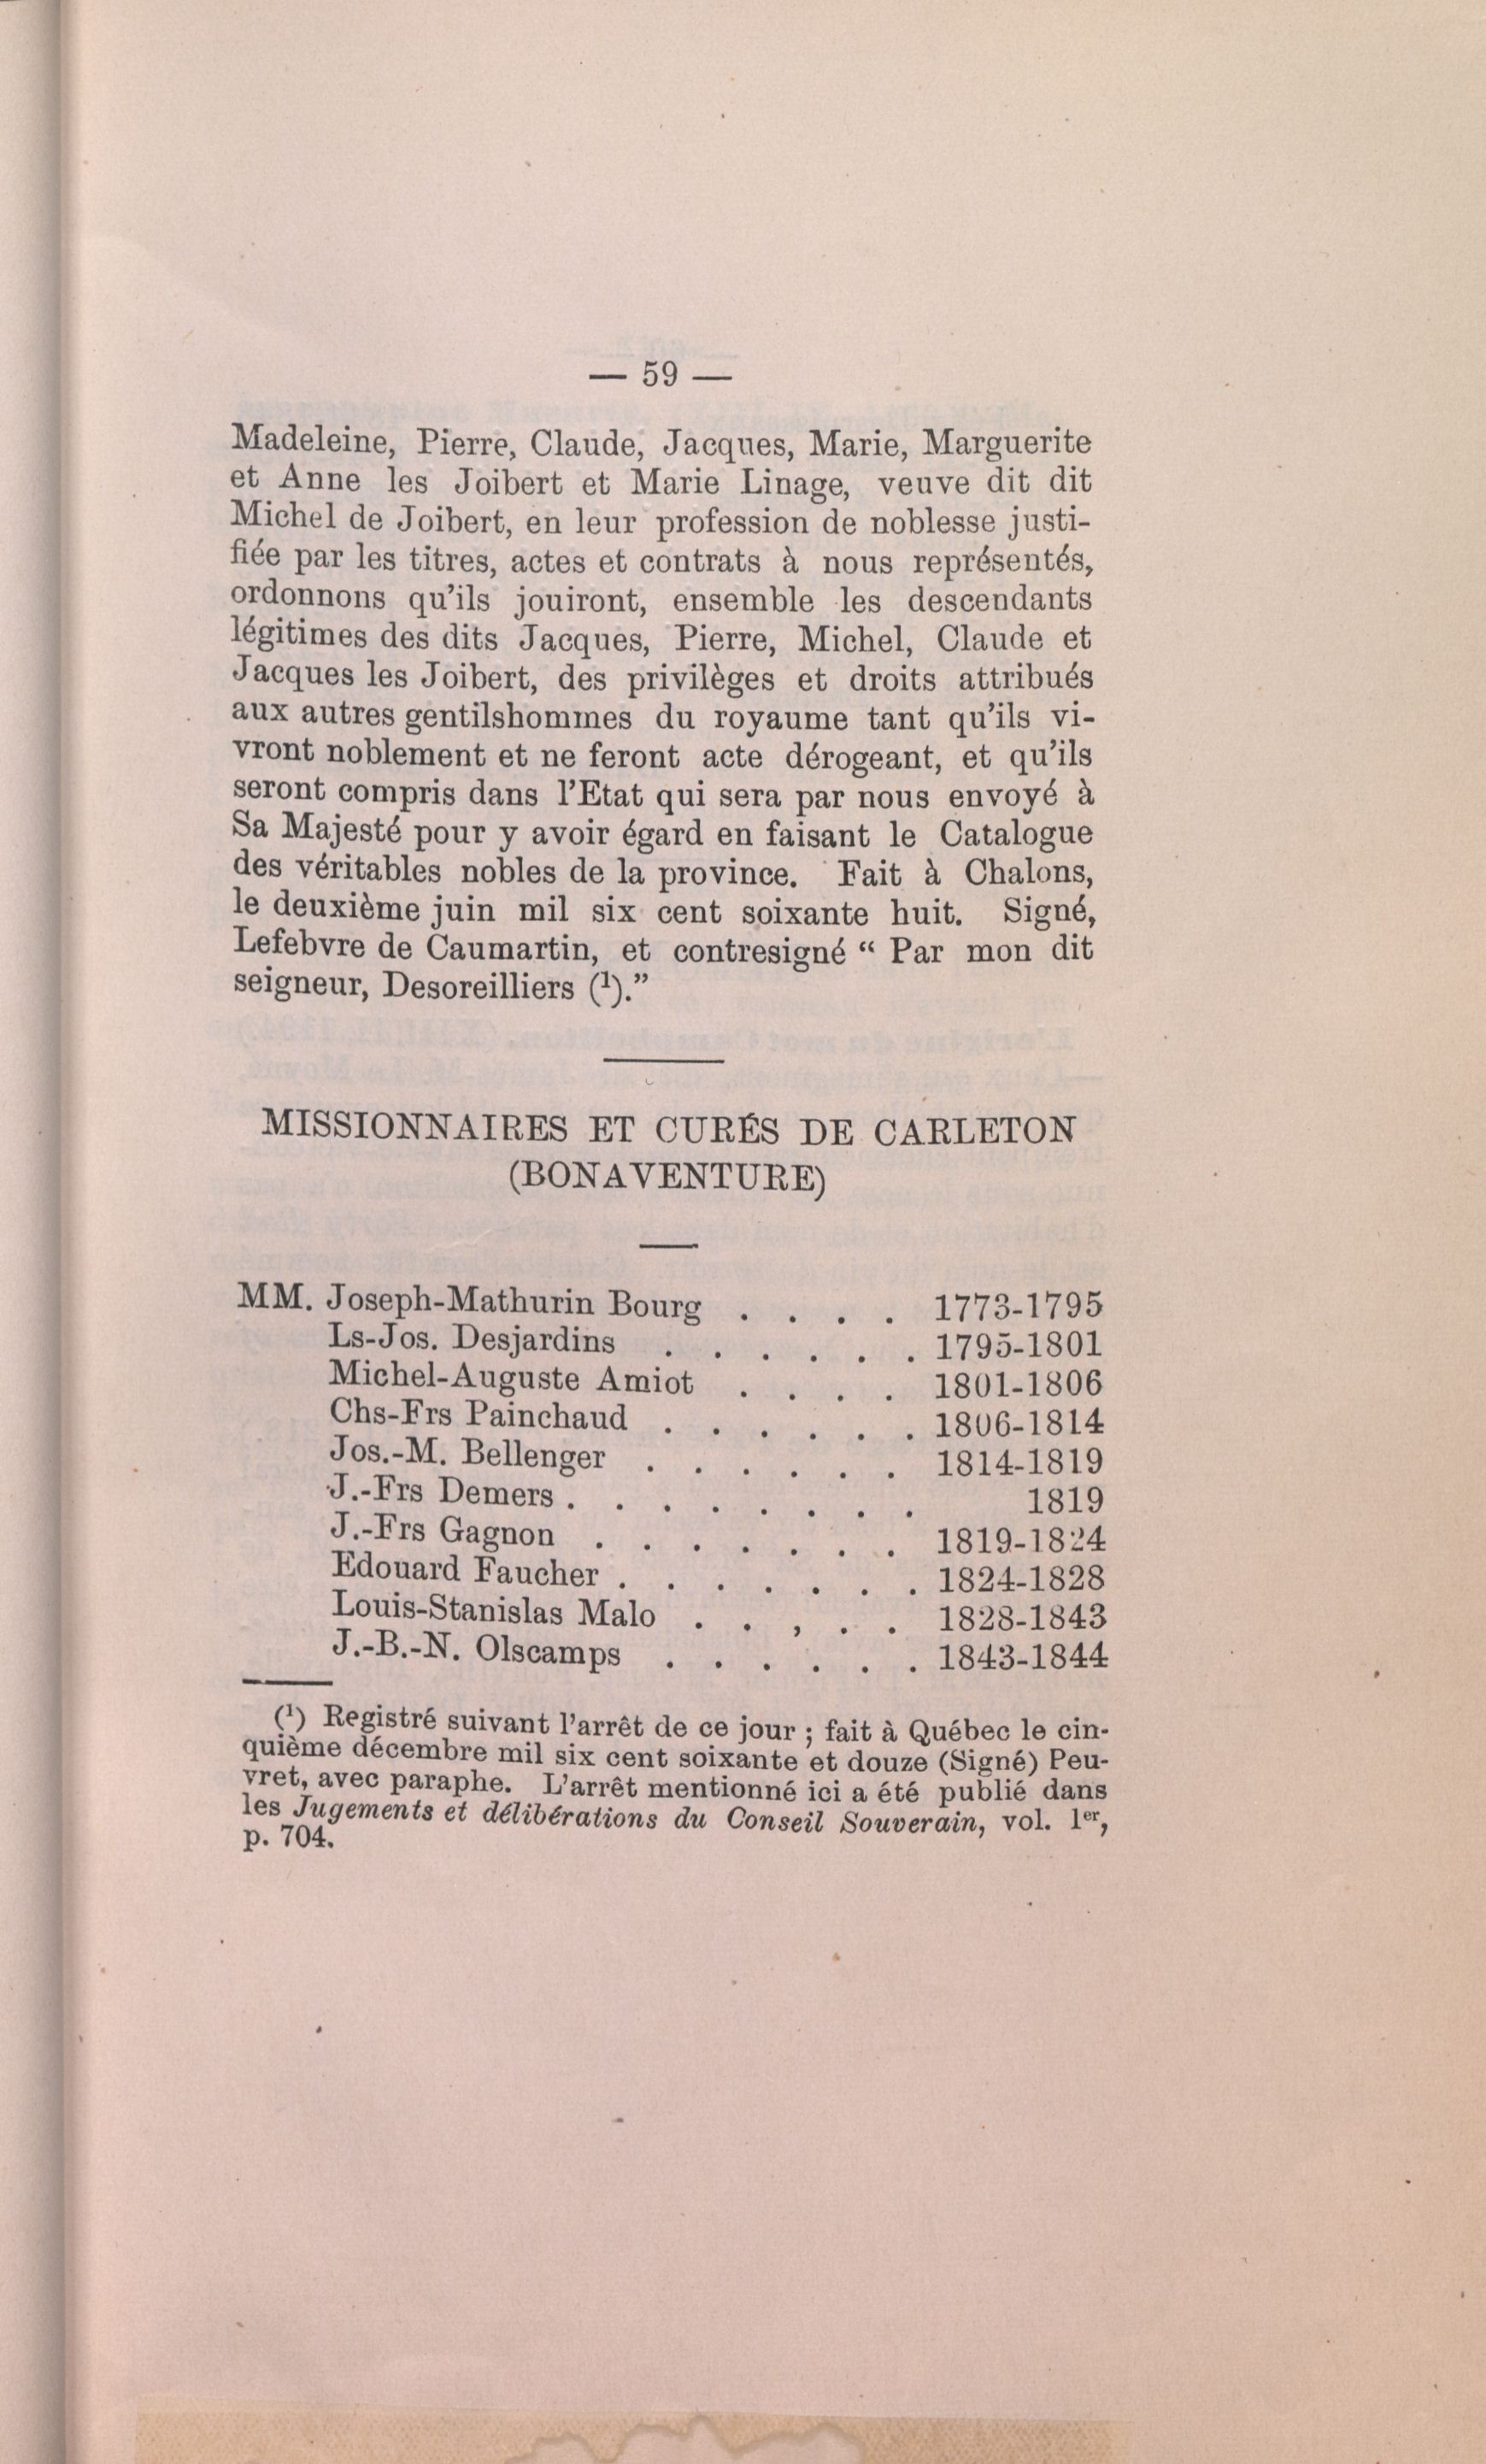 — 59 —
Madeleine, Pierre, Claude, Jacques, Marie, Marguerite
et Anne les Joibert et Marie Linage, veuve dit dit
Michel de Joibert, en leur profession de noblesse justi-
fiée par les titres, actes et contrats à nous représentés,
ordonnons qu'ils jouiront, ensemble les descendants
légitimes des dits Jacques, Pierre, Michel, Claude et
Jacques les Joibert, des privilèges et droits attribués
aux autres gentilshommes du royaume tant qu'ils vi-
vront noblement et ne feront acte dérogeant, et qu'ils
seront compris dans l'Etat qui sera par nous envoyé à
Sa Majesté pour y avoir égard en faisant le Catalogue
des véritables nobles de la province. Fait à Chalons,
le deuxième juin mil six cent soixante huit. Signé,
Lefebvre de Caumartin, et contresigné “ Par mon dit
seigneur, Desoreilliers (¹).”
MISSIONNAIRES ET CURÉS DE CARLETON
(BONAVENTURE)
MM. Joseph-Mathurin Bourg . . . . 1773-1795
Ls-Jos. Desjardins . . . . . . 1795-1801
Michel-Auguste Amiot . . . . 1801-1806
Chs-Frs Painchaud . . . . . . 1806-1814
Jos.-M. Bellenger . . . . . . 1814-1819
J.-Frs Demers . . . . . . . . 1819
J.-Frs Gagnon . . . . . . . 1819-1824
Edouard Faucher . . . . . . . 1824-1828
Louis-Stanislas Malo . . , . . 1828-1843
J.-B.-N. Olscamps . . . . . . 1843-1844
(¹) Registré suivant l'arrêt de ce jour ; fait à Québec le cin-
quième décembre mil six cent soixante et douze (Signé) Peu-
vret, avec paraphe. L'arrêt mentionné ici a été publié dans
les Jugements et délibérations du Conseil Souverain, vol. 1er,
p. 704.